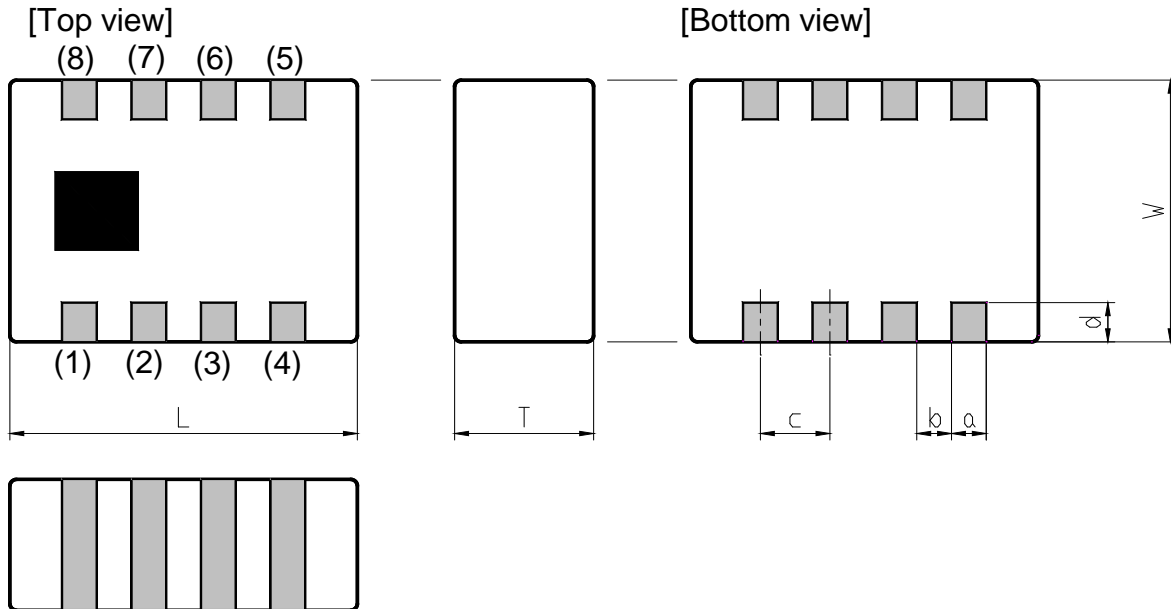 [Top view]
[Bottom view]
(8) (7) (6) (5)
W
d
(1) (2) (3) (4)
L
T
c
b
a